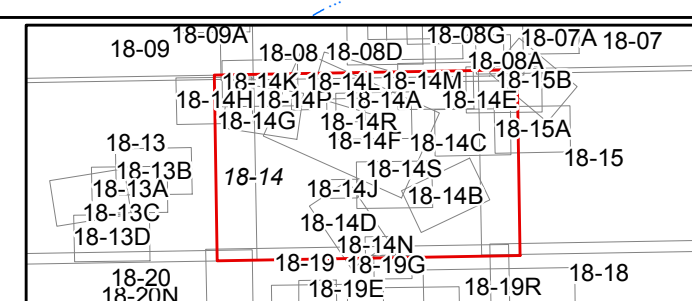 18-09A 18-08G 18-07A 18-07
18-09 18-08 18-08D
18-08A
18-14K 18-14L 18-14M 18-15B
18-14H 18-14P 18-14A 18-14E
18-14G 18-14R 18-15A
18-13 18-14F 18-14C
18-15
18-13B 18-14S
18-13A 18-14 18-14J 18-14B
18-13C 18-14D
18-13D 18-14N
18-19 18-19G
18-20 18-18
18-20N 18-19E 18-19R